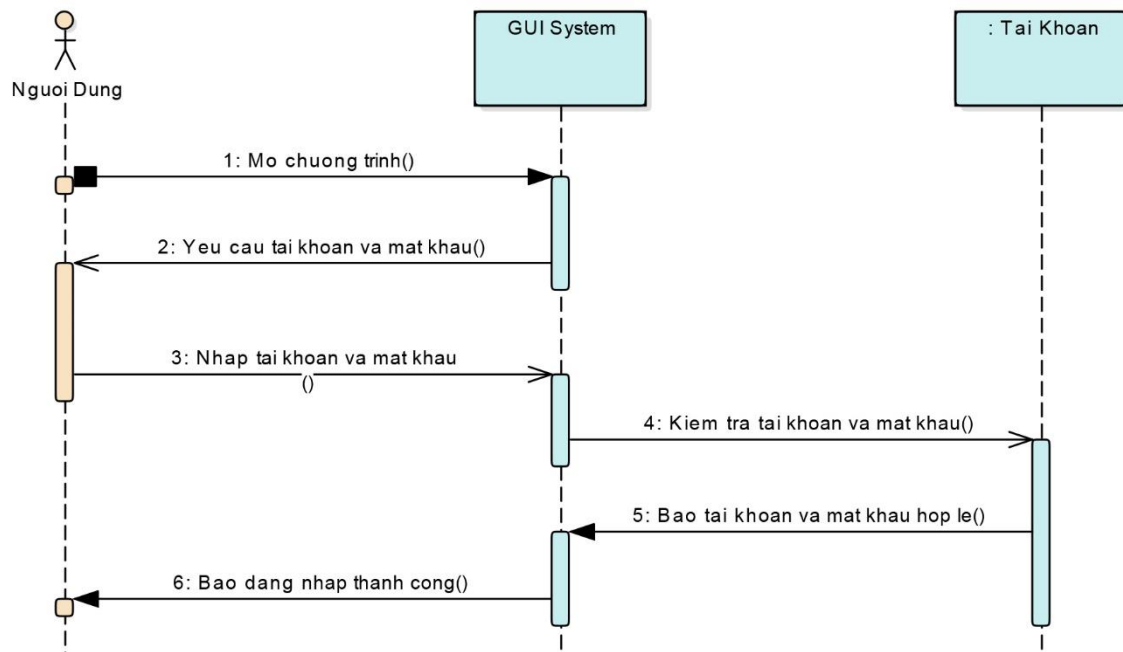 Nguoi Dung
GUI System
: Tai Khoan
1: Mo chuong trinh()
2: Yeu cau tai khoan va mat khau()
3: Nhap tai khoan va mat khau
()
4: Kiem tra tai khoan va mat khau()
5: Bao tai khoan va mat khau hop le()
6: Bao dang nhap thanh cong()